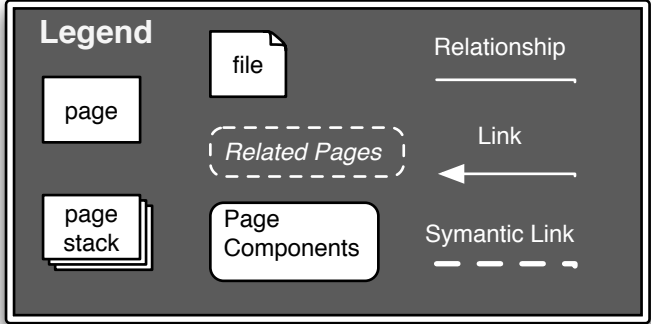 Legend
file
Relationship
page
Related Pages
Link
page
stack
Page
Components
Symantic Link